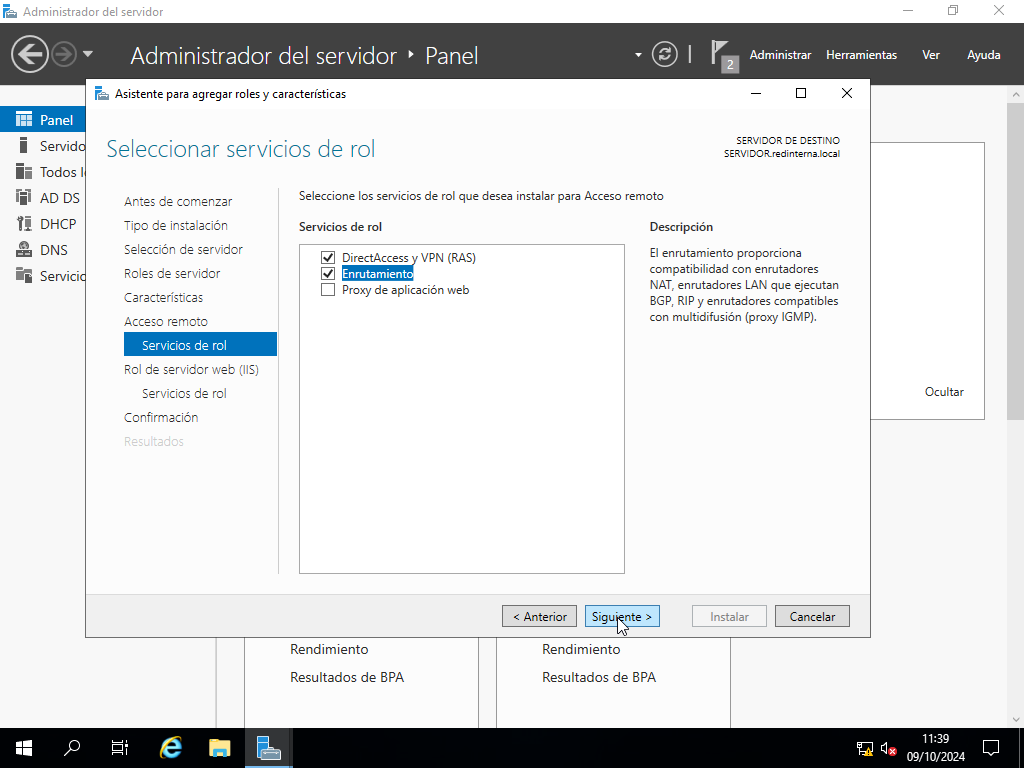 Administrador del servidor
Administrador del servidor
Panel
2
Administrar
Herramientas
Ver
Ayuda
Asistente para agregar roles y características
Panel
Servido
Todos l
AD DS
DHCP
DNS
Servicio
Seleccionar servicios de rol
SERVIDOR DE DESTINO
SERVIDOR.redinterna.local
Antes de comenzar
Tipo de instalación
Selección de servidor
Roles de servidor
Características
Acceso remoto
Servicios de rol
Rol de servidor web (IIS)
Servicios de rol
Confirmación
Resultados
Seleccione los servicios de rol que desea instalar para Acceso remoto
Servicios de rol
DirectAccess y VPN (RAS)
Enrutamiento
Proxy de aplicación web
Descripción
El enrutamiento proporciona
compatibilidad con enrutadores
NAT, enrutadores LAN que ejecutan
BGP, RIP y enrutadores compatibles
con multidifusión (proxy IGMP).
Ocultar
< Anterior
Siguiente >
Instalar
Cancelar
Rendimiento
Resultados de BPA
Rendimiento
Resultados de BPA
11:39
09/10/2024